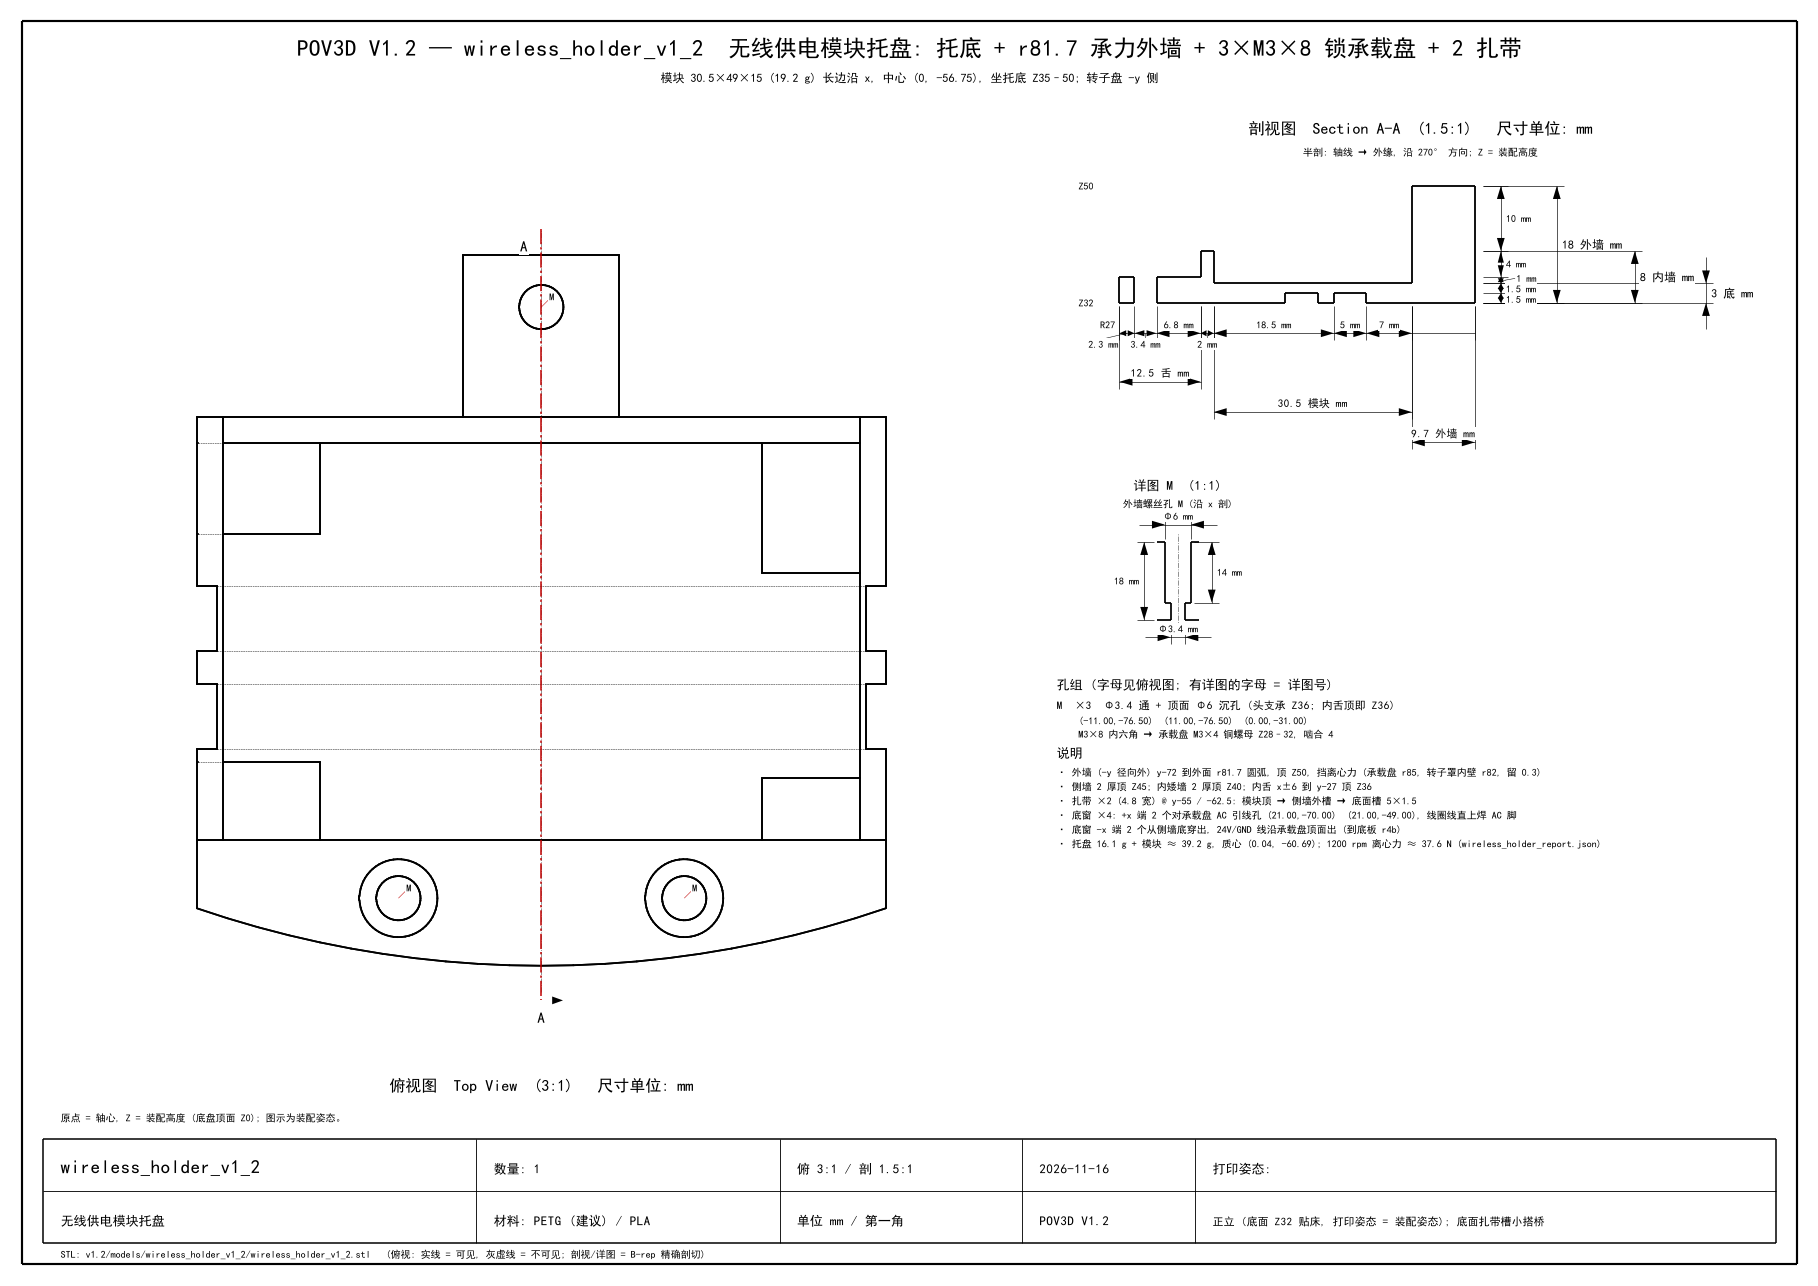 POV3D V1.2 — wireless_holder_v1_2  无线供电模块托盘: 托底 + r81.7 承力外墙 + 3×M3×8 锁承载盘 + 2 扎带
模块 30.5×49×15 (19.2 g) 长边沿 x, 中心 (0, -56.75), 坐托底 Z35–50; 转子盘 -y 侧
A
M
M
M
A
俯视图  Top View  (3:1)  尺寸单位: mm
剖视图  Section A-A  (1.5:1)  尺寸单位: mm
半剖: 轴线 → 外缘, 沿 270° 方向; Z = 装配高度
Z50
Z32
10 mm
18 外墙 mm
4 mm
1 mm
8 内墙 mm
1.5 mm
1.5 mm
3 底 mm
R27
6.8 mm
18.5 mm
5 mm
7 mm
2.3 mm
3.4 mm
2 mm
12.5 舌 mm
30.5 模块 mm
9.7 外墙 mm
详图 M  (1:1)
外墙螺丝孔 M (沿 x 剖)
Φ6 mm
18 mm
14 mm
Φ3.4 mm
孔组 (字母见俯视图; 有详图的字母 = 详图号)
M  ×3  Φ3.4 通 + 顶面 Φ6 沉孔 (头支承 Z36; 内舌顶即 Z36)
(-11.00,-76.50)  (11.00,-76.50)  (0.00,-31.00)
M3×8 内六角 → 承载盘 M3×4 铜螺母 Z28–32, 啮合 4
说明
· 外墙 (-y 径向外) y-72 到外面 r81.7 圆弧, 顶 Z50, 挡离心力 (承载盘 r85, 转子罩内壁 r82, 留 0.3)
· 侧墙 2 厚顶 Z45; 内矮墙 2 厚顶 Z40; 内舌 x±6 到 y-27 顶 Z36
· 扎带 ×2 (4.8 宽) @ y-55 / -62.5: 模块顶 → 侧墙外槽 → 底面槽 5×1.5
· 底窗 ×4: +x 端 2 个对承载盘 AC 引线孔 (21.00,-70.00)  (21.00,-49.00), 线圈线直上焊 AC 脚
· 底窗 -x 端 2 个从侧墙底穿出, 24V/GND 线沿承载盘顶面出 (到底板 r4b)
· 托盘 16.1 g + 模块 ≈ 39.2 g, 质心 (0.04, -60.69); 1200 rpm 离心力 ≈ 37.6 N (wireless_holder_report.json)
原点 = 轴心, Z = 装配高度 (底盘顶面 Z0); 图示为装配姿态。
wireless_holder_v1_2
数量: 1
俯 3:1 / 剖 1.5:1
2026-11-16
打印姿态:
无线供电模块托盘
材料: PETG (建议) / PLA
单位 mm / 第一角
POV3D V1.2
正立 (底面 Z32 贴床, 打印姿态 = 装配姿态); 底面扎带槽小搭桥
STL: v1.2/models/wireless_holder_v1_2/wireless_holder_v1_2.stl  (俯视: 实线 = 可见, 灰虚线 = 不可见; 剖视/详图 = B-rep 精确剖切)